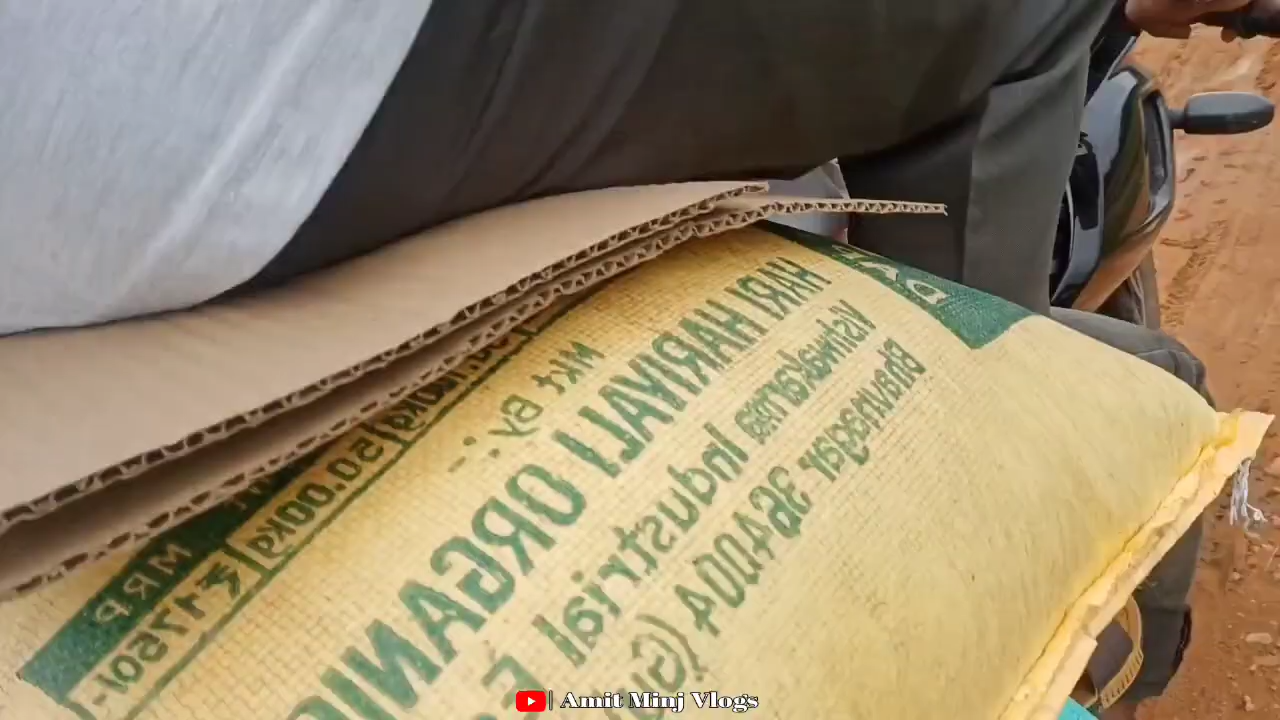 MRP
50.00kg
₹1750/-
Mkt By :
HARI HARIYALI ORGANIC
Vishwakarma Industrial
Bhavnagar 364004
| Amit Minj Vlogs